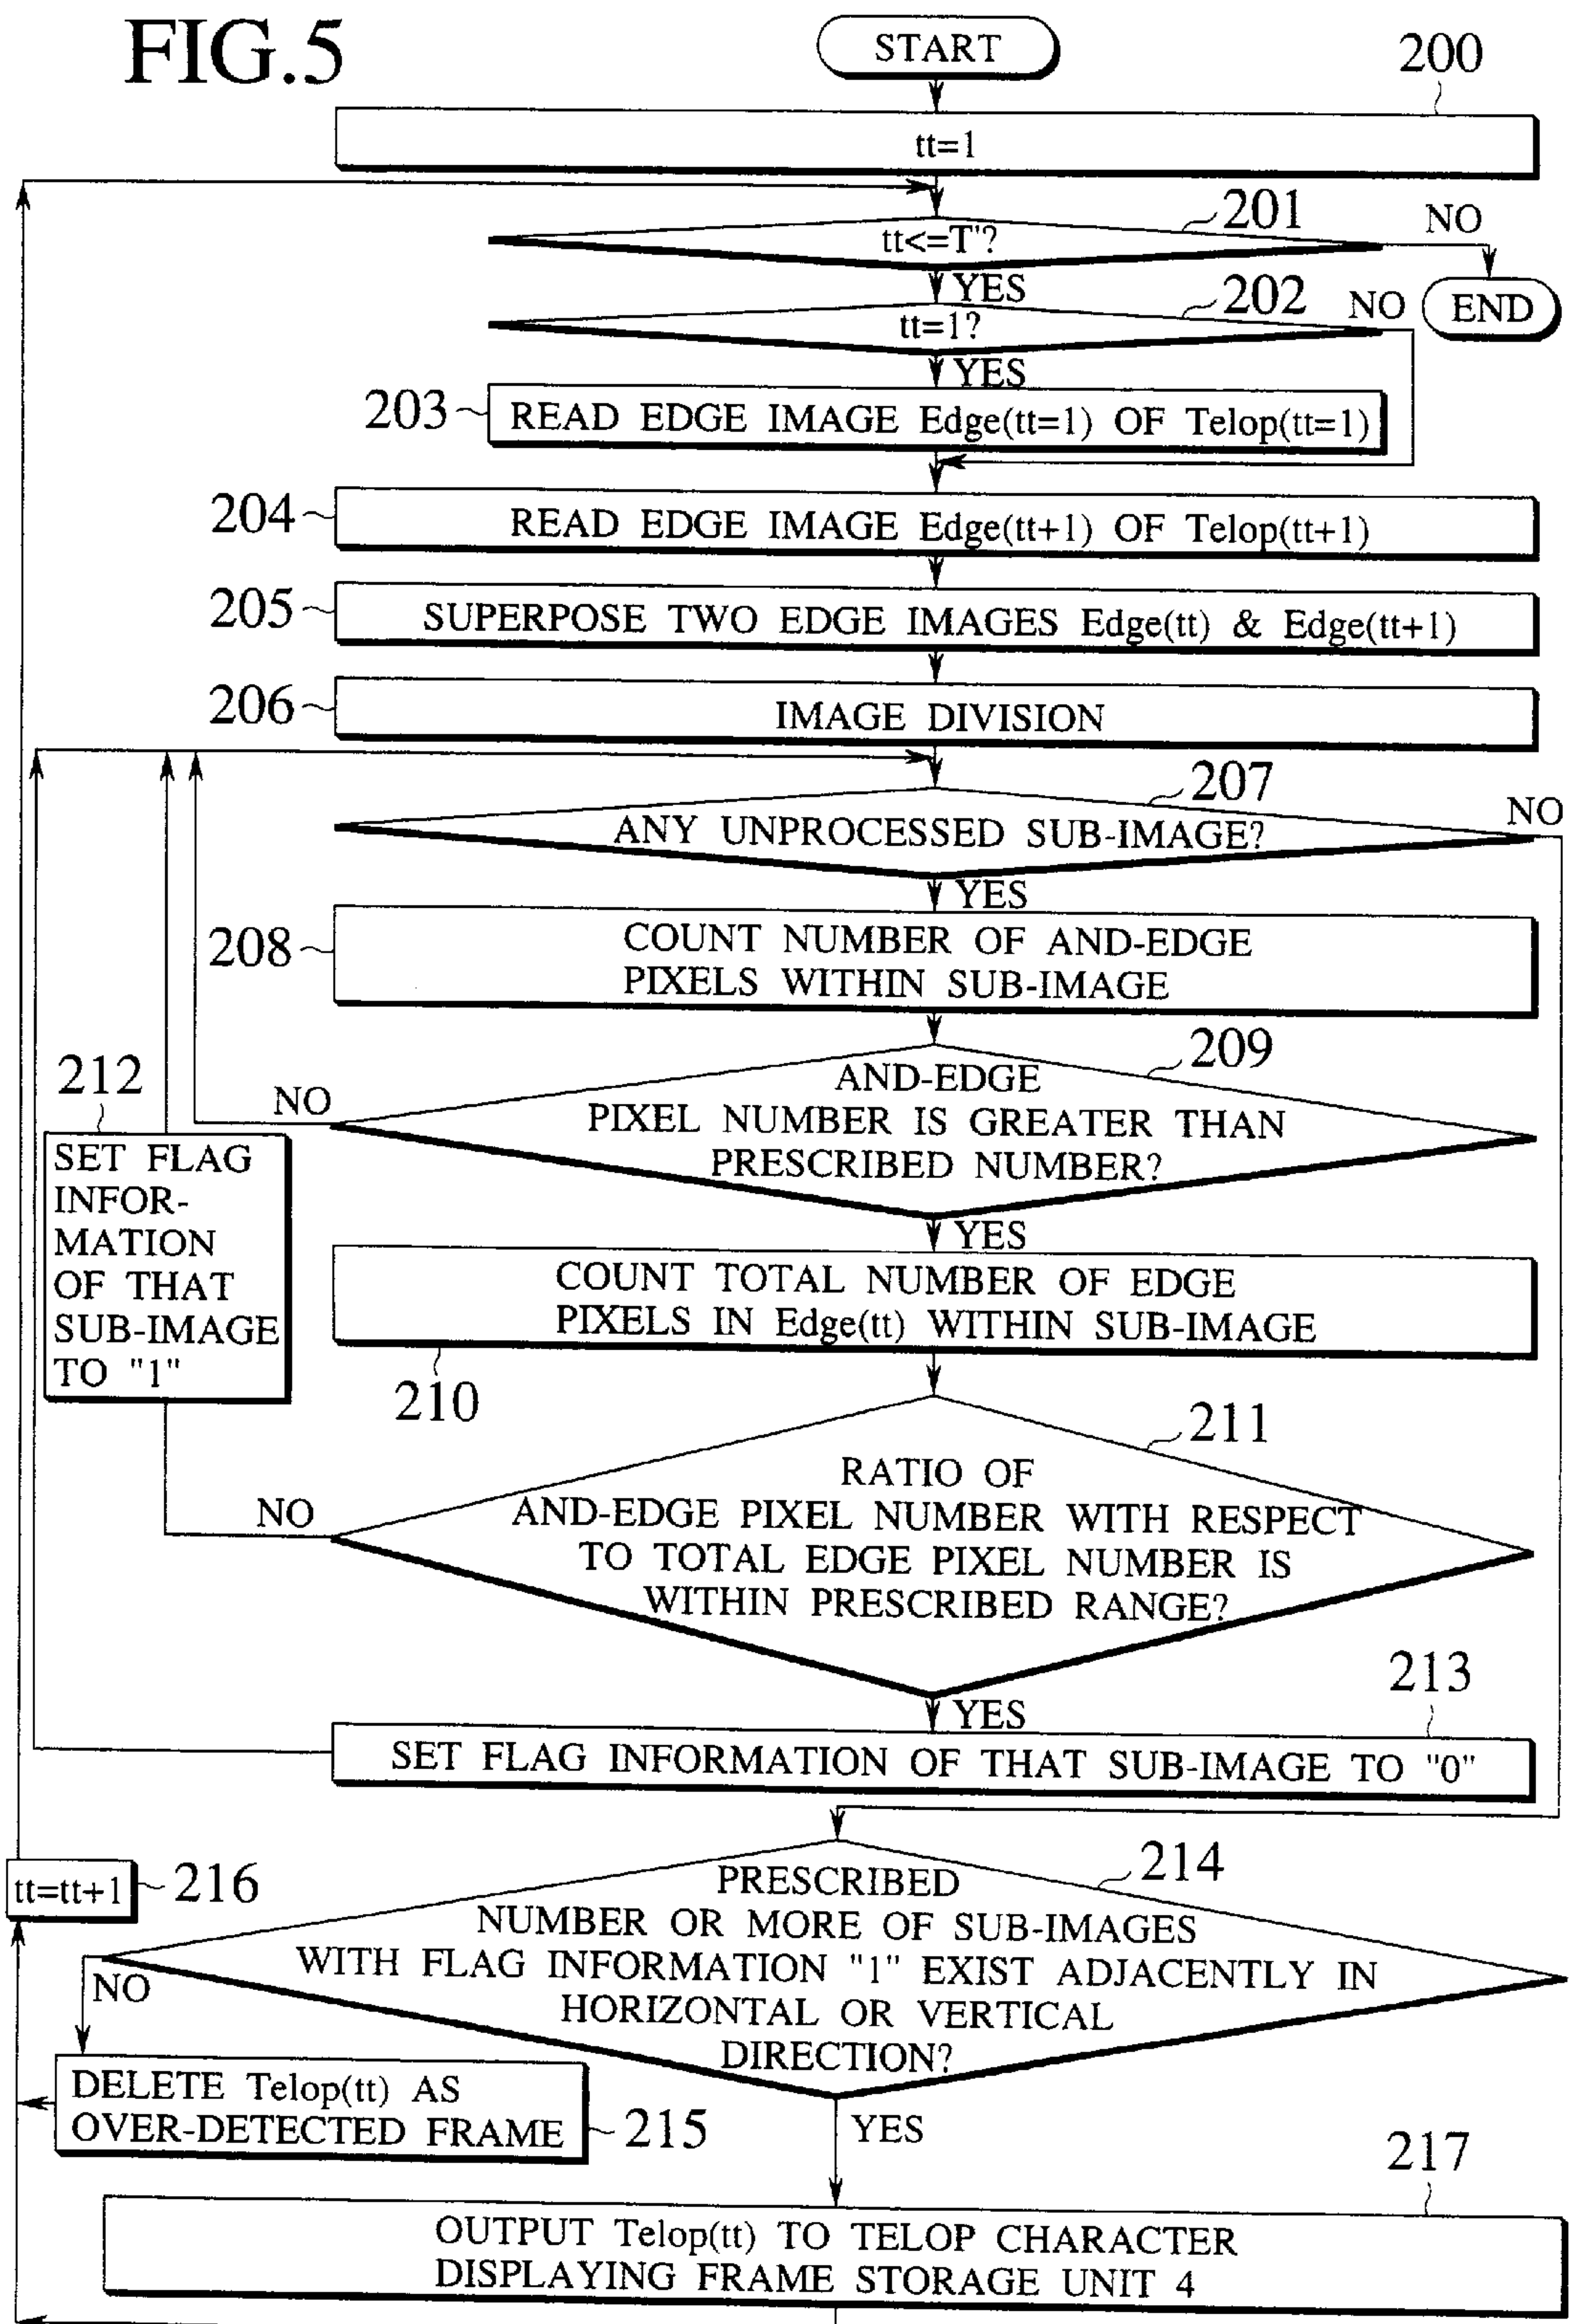 FIG.5
START
200
tt=1
201
tt<=T'?
NO
YES
END
202
tt=1?
NO
YES
203
READ EDGE IMAGE Edge(tt=1) OF Telop(tt=1)
204
READ EDGE IMAGE Edge(tt+1) OF Telop(tt+1)
205
SUPERPOSE TWO EDGE IMAGES Edge(tt) & Edge(tt+1)
206
IMAGE DIVISION
207
ANY UNPROCESSED SUB-IMAGE?
NO
YES
208
COUNT NUMBER OF AND-EDGE
PIXELS WITHIN SUB-IMAGE
209
AND-EDGE
PIXEL NUMBER IS GREATER THAN
PRESCRIBED NUMBER?
NO
YES
212
SET FLAG
INFOR-
MATION
OF THAT
SUB-IMAGE
TO "1"
COUNT TOTAL NUMBER OF EDGE
PIXELS IN Edge(tt) WITHIN SUB-IMAGE
210
211
RATIO OF
AND-EDGE PIXEL NUMBER WITH RESPECT
TO TOTAL EDGE PIXEL NUMBER IS
WITHIN PRESCRIBED RANGE?
NO
YES
213
SET FLAG INFORMATION OF THAT SUB-IMAGE TO "0"
214
PRESCRIBED
NUMBER OR MORE OF SUB-IMAGES
WITH FLAG INFORMATION "1" EXIST ADJACENTLY IN
HORIZONTAL OR VERTICAL
DIRECTION?
tt=tt+1
216
NO
DELETE Telop(tt) AS
OVER-DETECTED FRAME
215
YES
217
OUTPUT Telop(tt) TO TELOP CHARACTER
DISPLAYING FRAME STORAGE UNIT 4